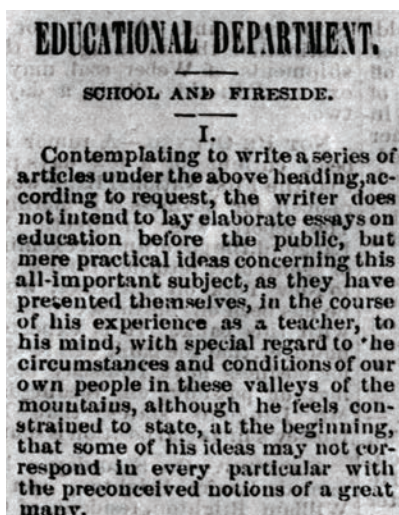 EDUCATIONAL DEPARTMENT.
SCHOOL AND FIRESIDE.
I.
Contemplating to write a series of
articles under the above heading, ac-
cording to request, the writer does
not intend to lay elaborate essays on
education before the public, but
mere practical ideas concerning this
all-important subject, as they have
presented themselves, in the course
of his experience as a teacher, to
his mind, with special regard to 'he
circumstances and conditions of our
own people in these valleys of the
mountains, although he feels con-
strained to state, at the beginning,
that some of his ideas may not cor-
respond in every particular with
the preconceived notions of a great
many.